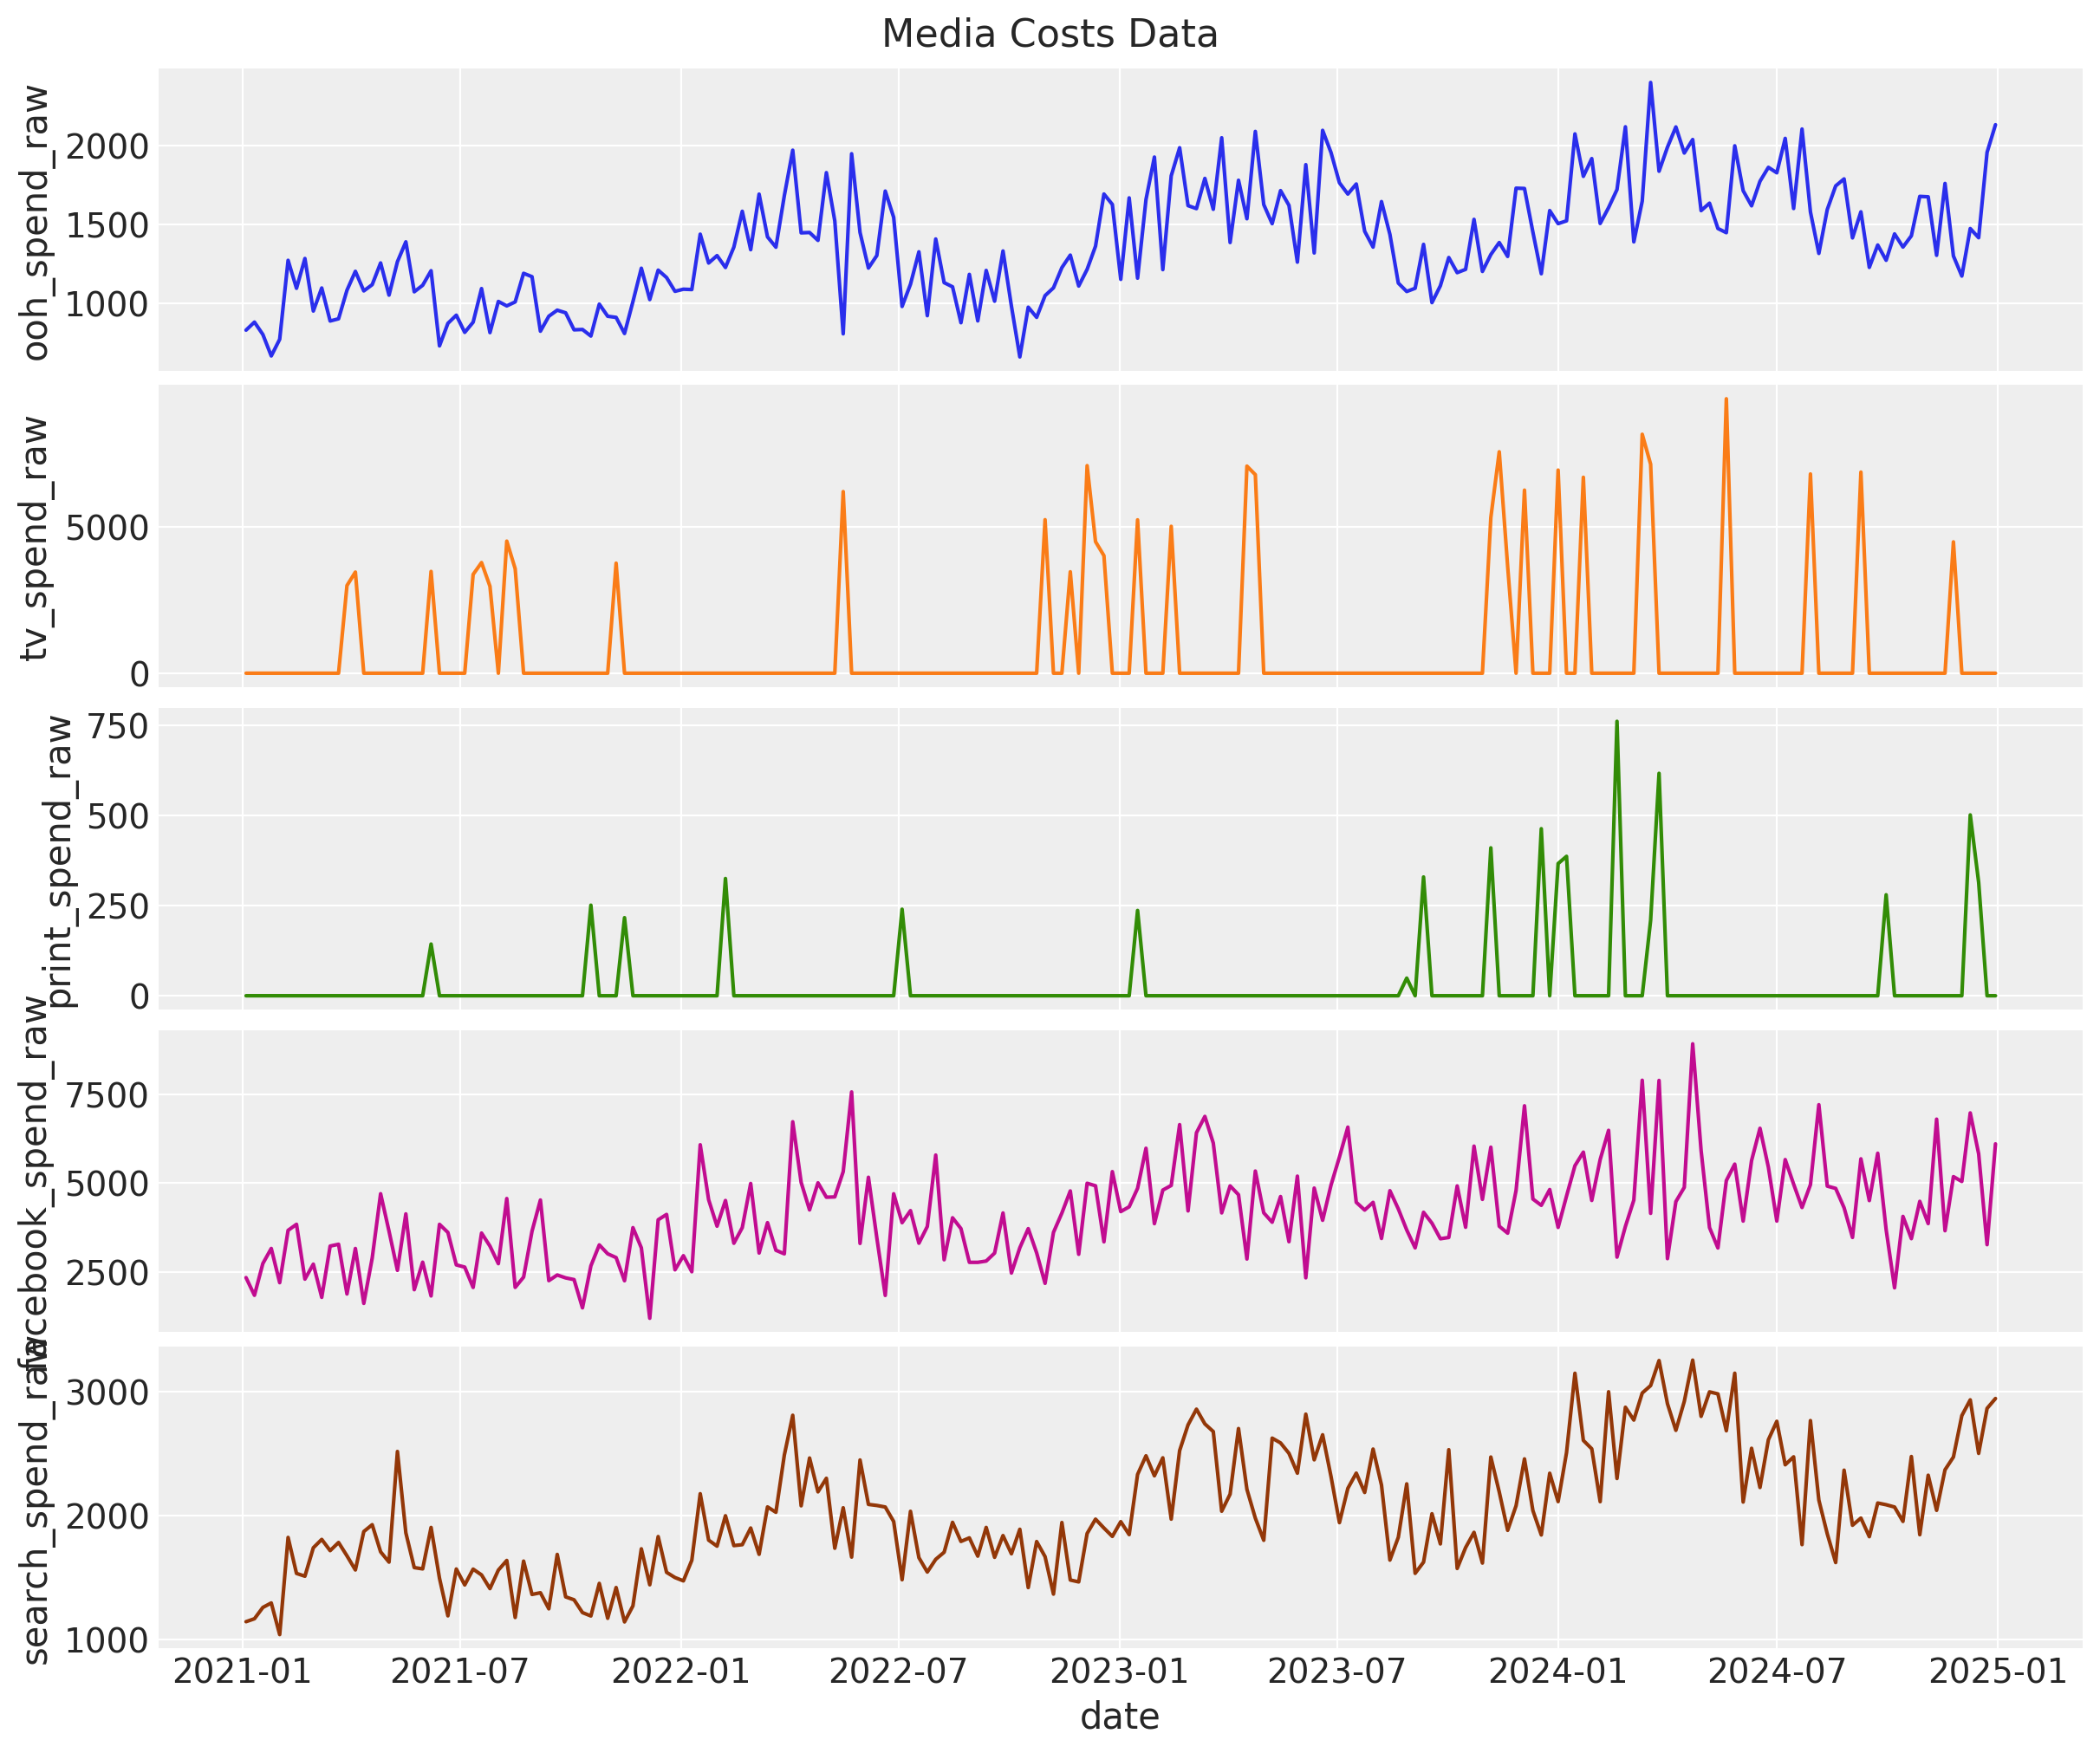 Media Costs Data
ooh_spend_raw
2000
1500
1000
tv_spend_raw
5000
0
print_spend_raw
750
500
250
0
facebook_spend_raw
7500
5000
2500
search_spend_raw
3000
2000
1000
2021-01 2021-07 2022-01 2022-07 2023-01 2023-07 2024-01 2024-07 2025-01
date